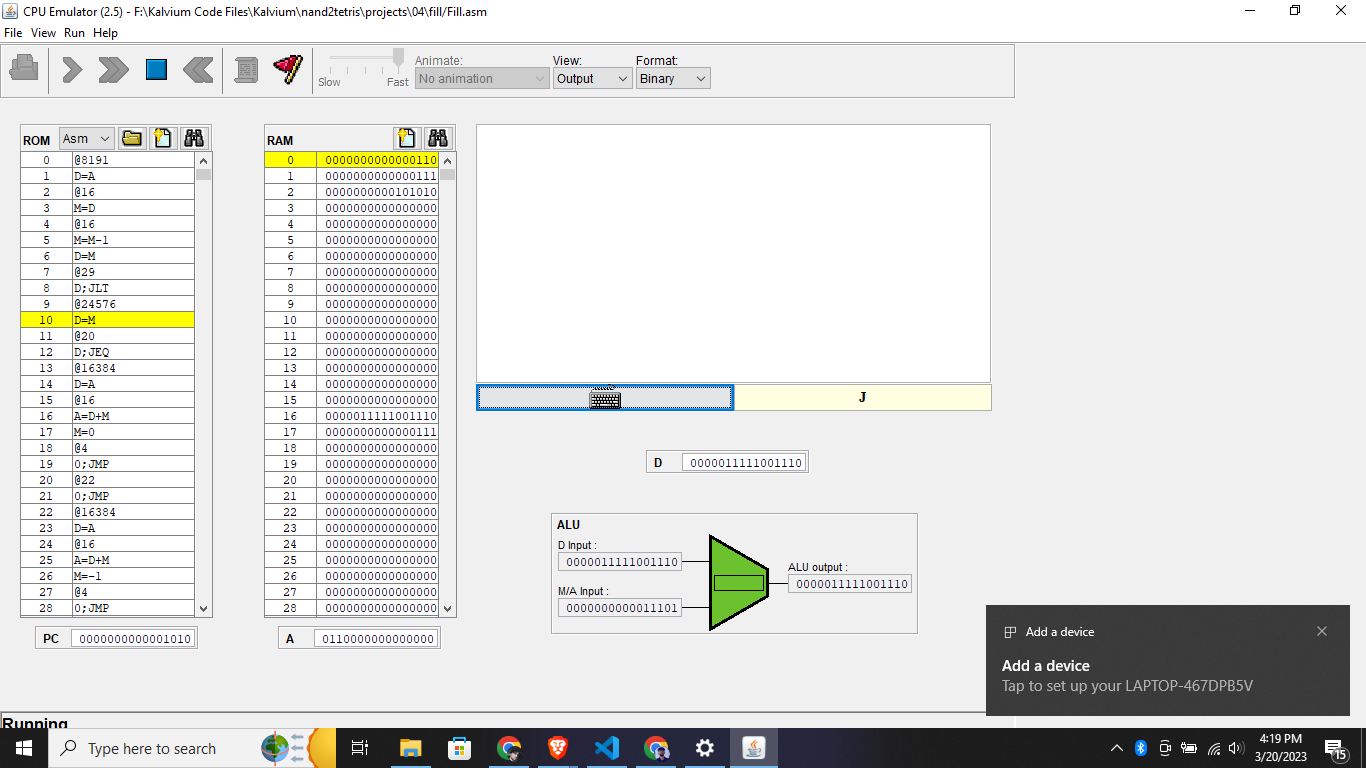 CPU Emulator (2.5) - F:\Kalvium Code Files\Kalvium\nand2tetris\projects\04\fill/Fill.asm
File View Run Help
Slow Fast
Animate:
No animation
View:
Output
Format:
Binary
ROM Asm
0 @8191
1 D=A
2 @16
3 M=D
4 @16
5 M=M-1
6 D=M
7 @29
8 D;JLT
9 @24576
10 D=M
11 @20
12 D;JEQ
13 @16384
14 D=A
15 @16
16 A=D+M
17 M=0
18 @4
19 0;JMP
20 @22
21 0;JMP
22 @16384
23 D=A
24 @16
25 A=D+M
26 M=-1
27 @4
28 0;JMP
PC 0000000000001010
RAM
0 0000000000000110
1 0000000000000111
2 0000000000101010
3 0000000000000000
4 0000000000000000
5 0000000000000000
6 0000000000000000
7 0000000000000000
8 0000000000000000
9 0000000000000000
10 0000000000000000
11 0000000000000000
12 0000000000000000
13 0000000000000000
14 0000000000000000
15 0000000000000000
16 0000011111001110
17 0000000000000111
18 0000000000000000
19 0000000000000000
20 0000000000000000
21 0000000000000000
22 0000000000000000
23 0000000000000000
24 0000000000000000
25 0000000000000000
26 0000000000000000
27 0000000000000000
28 0000000000000000
A 0110000000000000
J
D 0000011111001110
ALU
D Input :
0000011111001110
M/A Input :
0000000000011101
ALU output :
0000011111001110
Add a device
Add a device
Tap to set up your LAPTOP-467DPB5V
Running
Type here to search
4:19 PM
3/20/2023
15